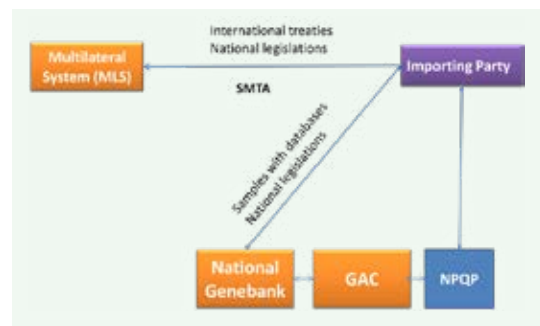 International treaties
National legislations
Multilateral
System (MLS)
Importing Party
SMTA
Samples with databases
National legislations
National
Genebank
GAC
NPQP